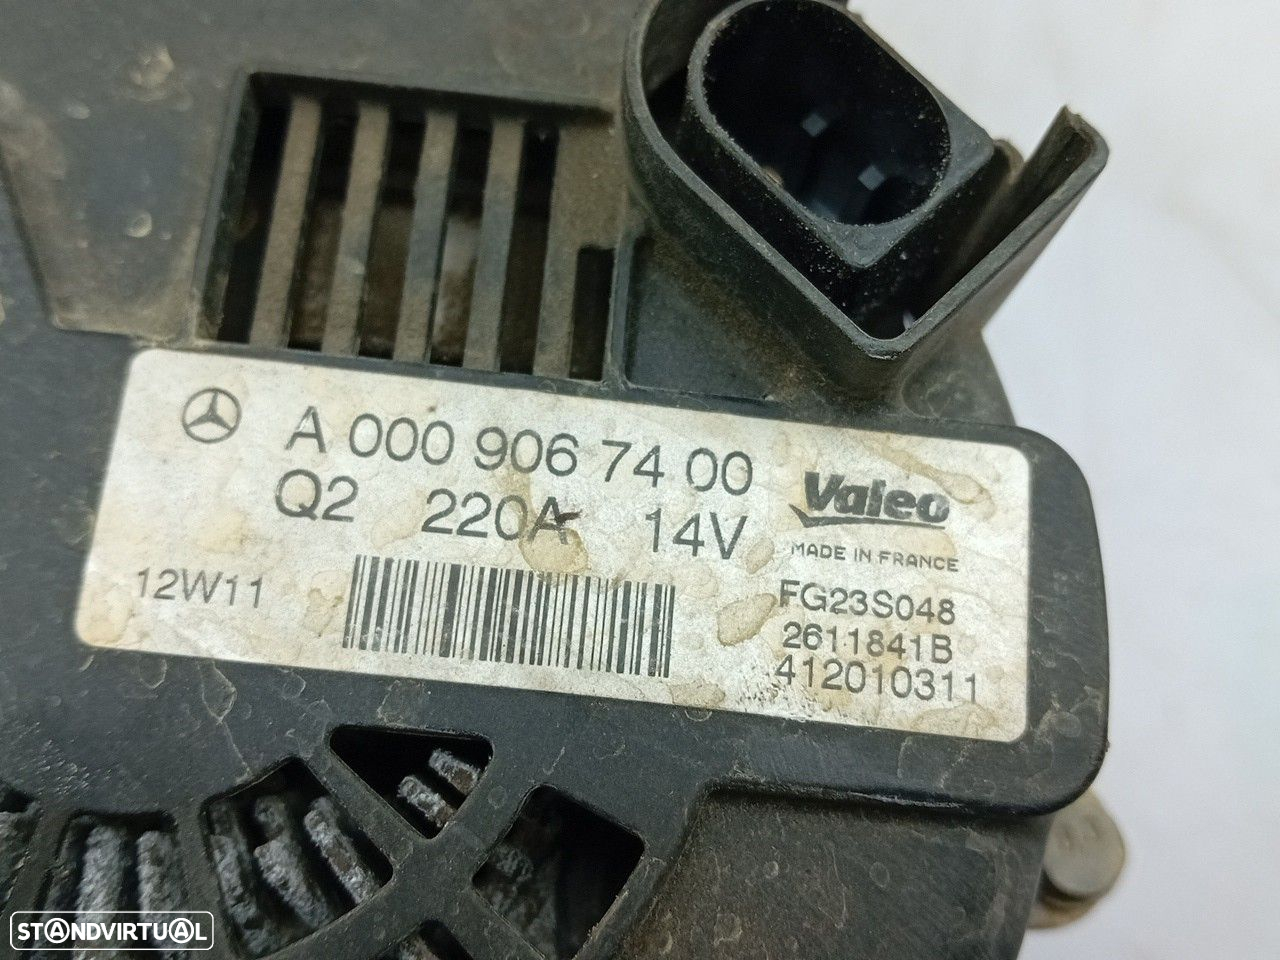 A 000 906 74 00
Q2 220A 14V
12W11
Valeo
MADE IN FRANCE
FG23S048
2611841B
412010311
STANDVIRTUAL